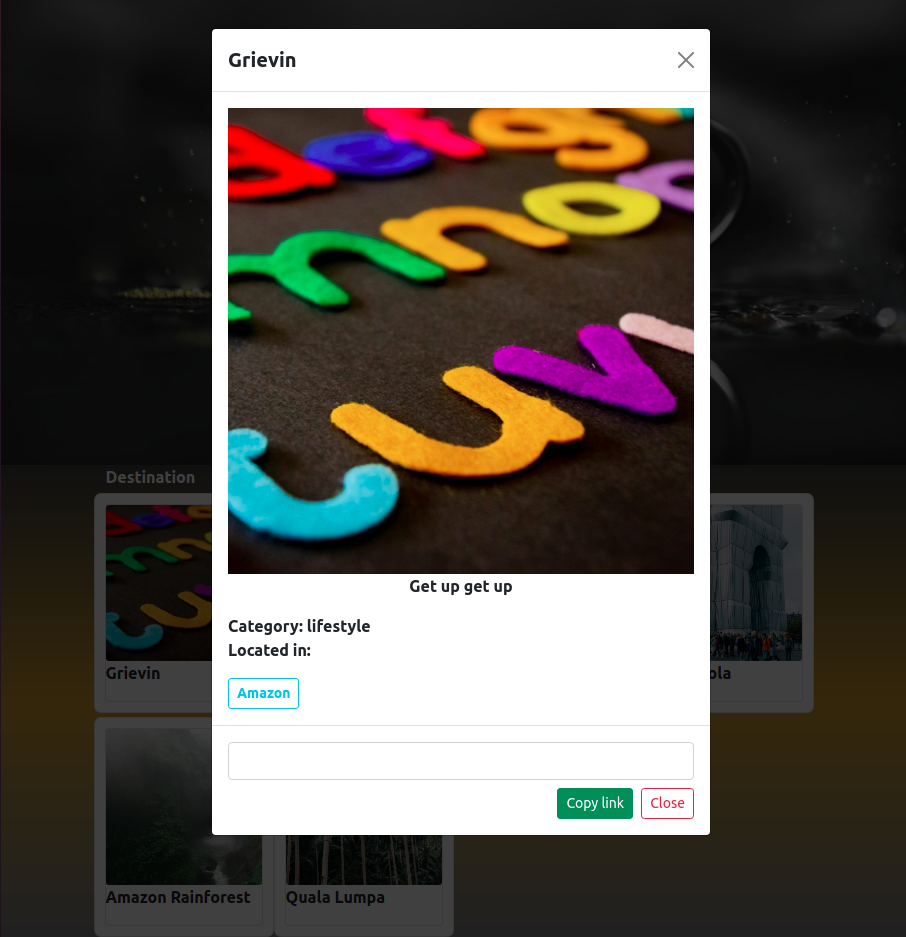 Grievin
d e f g
m n o
t u v
Get up get up
Category: lifestyle
Located in:
Amazon
Copy link
Close
Destination
Grievin
Amazon Rainforest
Quala Lumpa